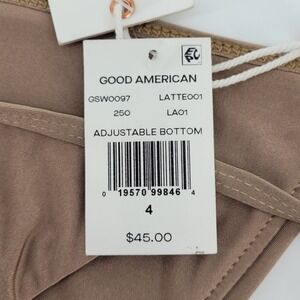 GOOD AMERICAN
GSW0097 LATTE001
250 LA01
ADJUSTABLE BOTTOM
0 19570 99846 4
4
$45.00